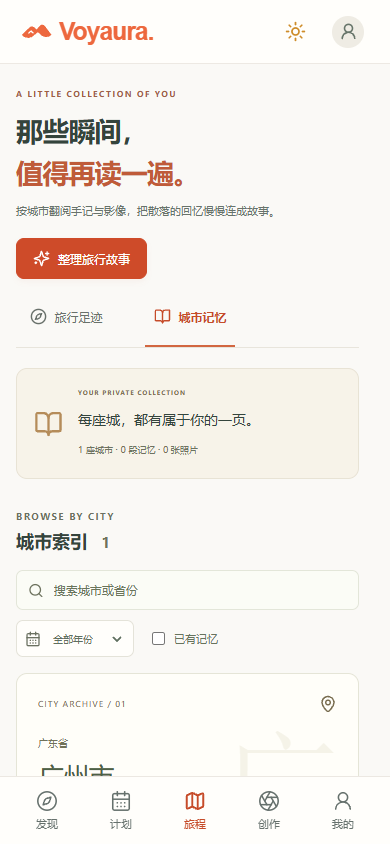 Voyaura.
A LITTLE COLLECTION OF YOU
那些瞬间，
值得再读一遍。
按城市翻阅手记与影像，把散落的回忆慢慢连成故事。
整理旅行故事
旅行足迹
城市记忆
YOUR PRIVATE COLLECTION
每座城，都有属于你的一页。
1 座城市 · 0 段记忆 · 0 张照片
BROWSE BY CITY
城市索引 1
搜索城市或省份
全部年份
已有记忆
CITY ARCHIVE / 01
广东省
广州市
发现
计划
旅程
创作
我的